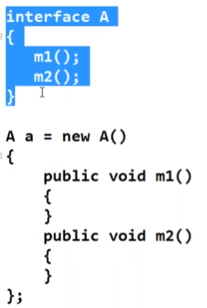 interface A
{
m1();
m2();
}
A a = new A()
{
public void m1()
{
}
public void m2()
{
}
};